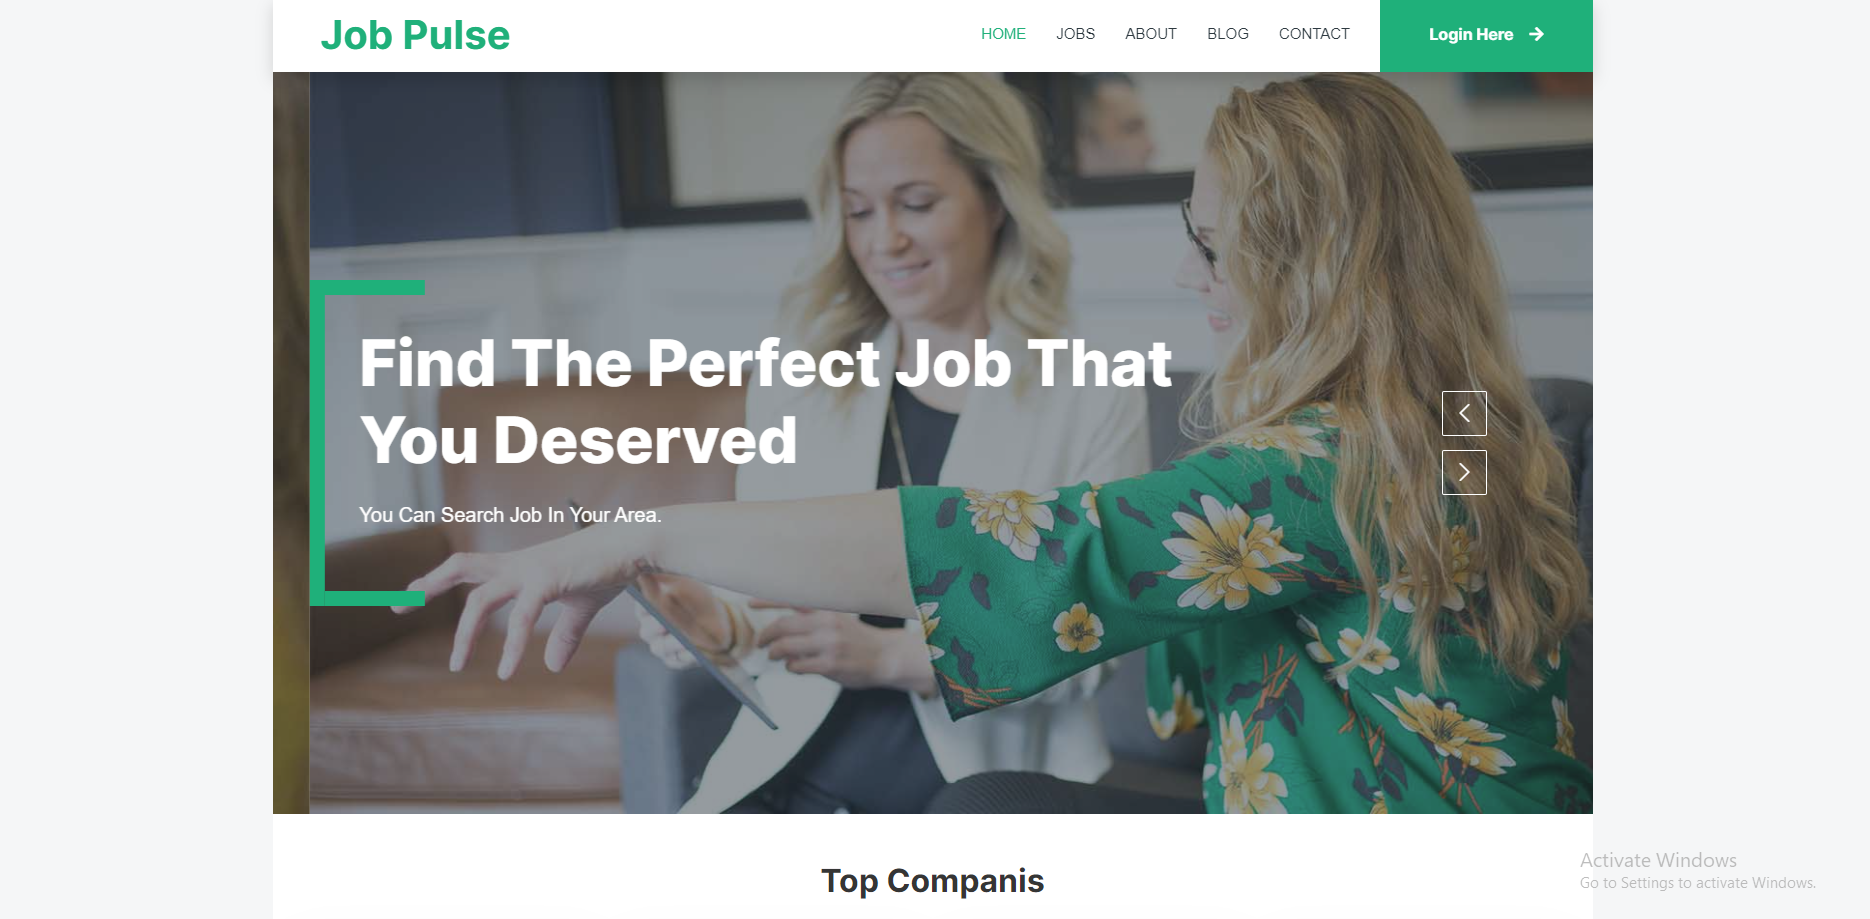 Job Pulse
HOME JOBS ABOUT BLOG CONTACT
Login Here
Find The Perfect Job That
You Deserved
You Can Search Job In Your Area.
Top Companis
Activate Windows
Go to Settings to activate Windows.